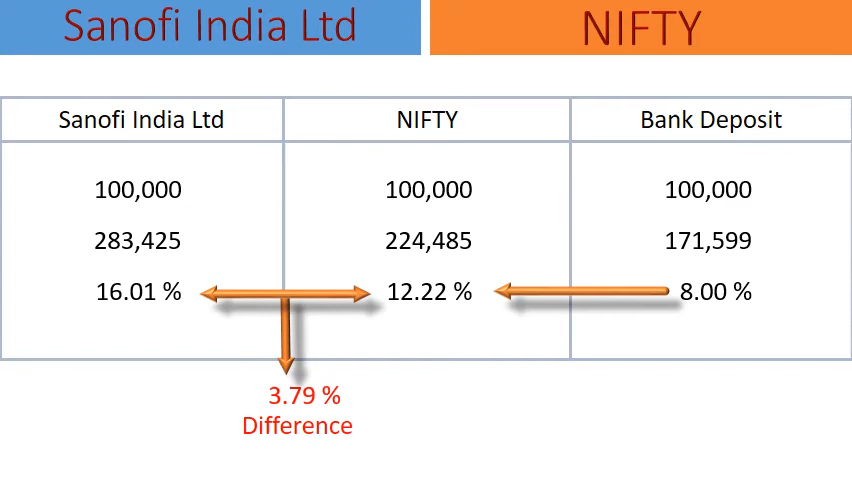 Sanofi India Ltd
NIFTY
Sanofi India Ltd NIFTY Bank Deposit
100,000 100,000 100,000
283,425 224,485 171,599
16.01 % 12.22 % 8.00 %
3.79 %
Difference